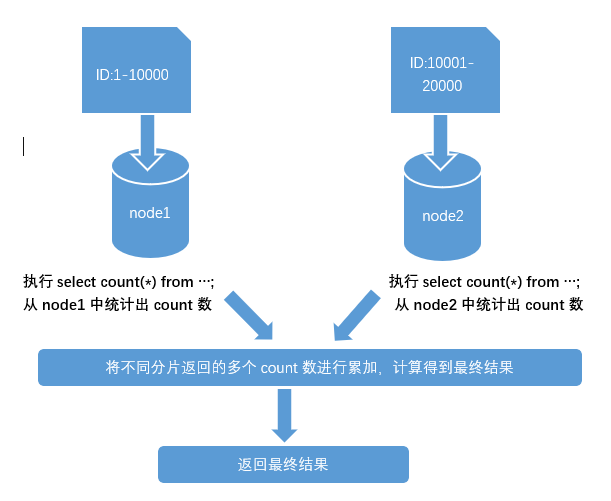 ID:1-10000
ID:10001-
20000
node1
node2
执行 select count(*) from …;
从 node1 中统计出 count 数
执行 select count(*) from …;
从 node2 中统计出 count 数
将不同分片返回的多个 count 数进行累加，计算得到最终结果
返回最终结果